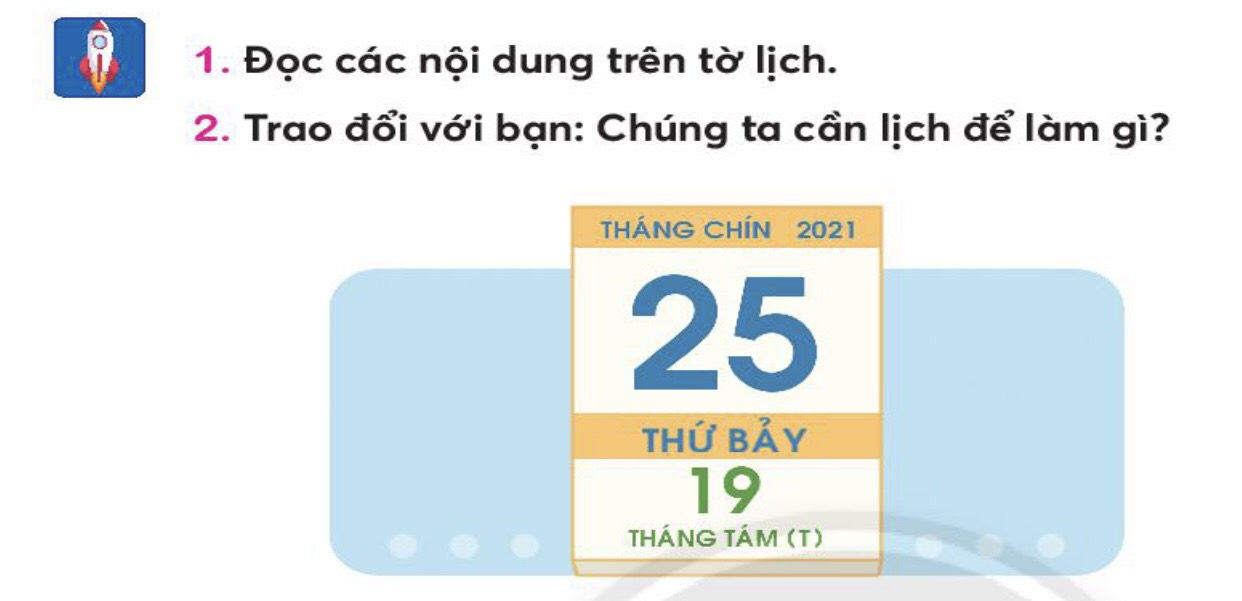 1. Đọc các nội dung trên tờ lịch.
2. Trao đổi với bạn: Chúng ta cần lịch để làm gì?
THÁNG CHÍN 2021
25
THỨ BẢY
19
THÁNG TÁM (T)